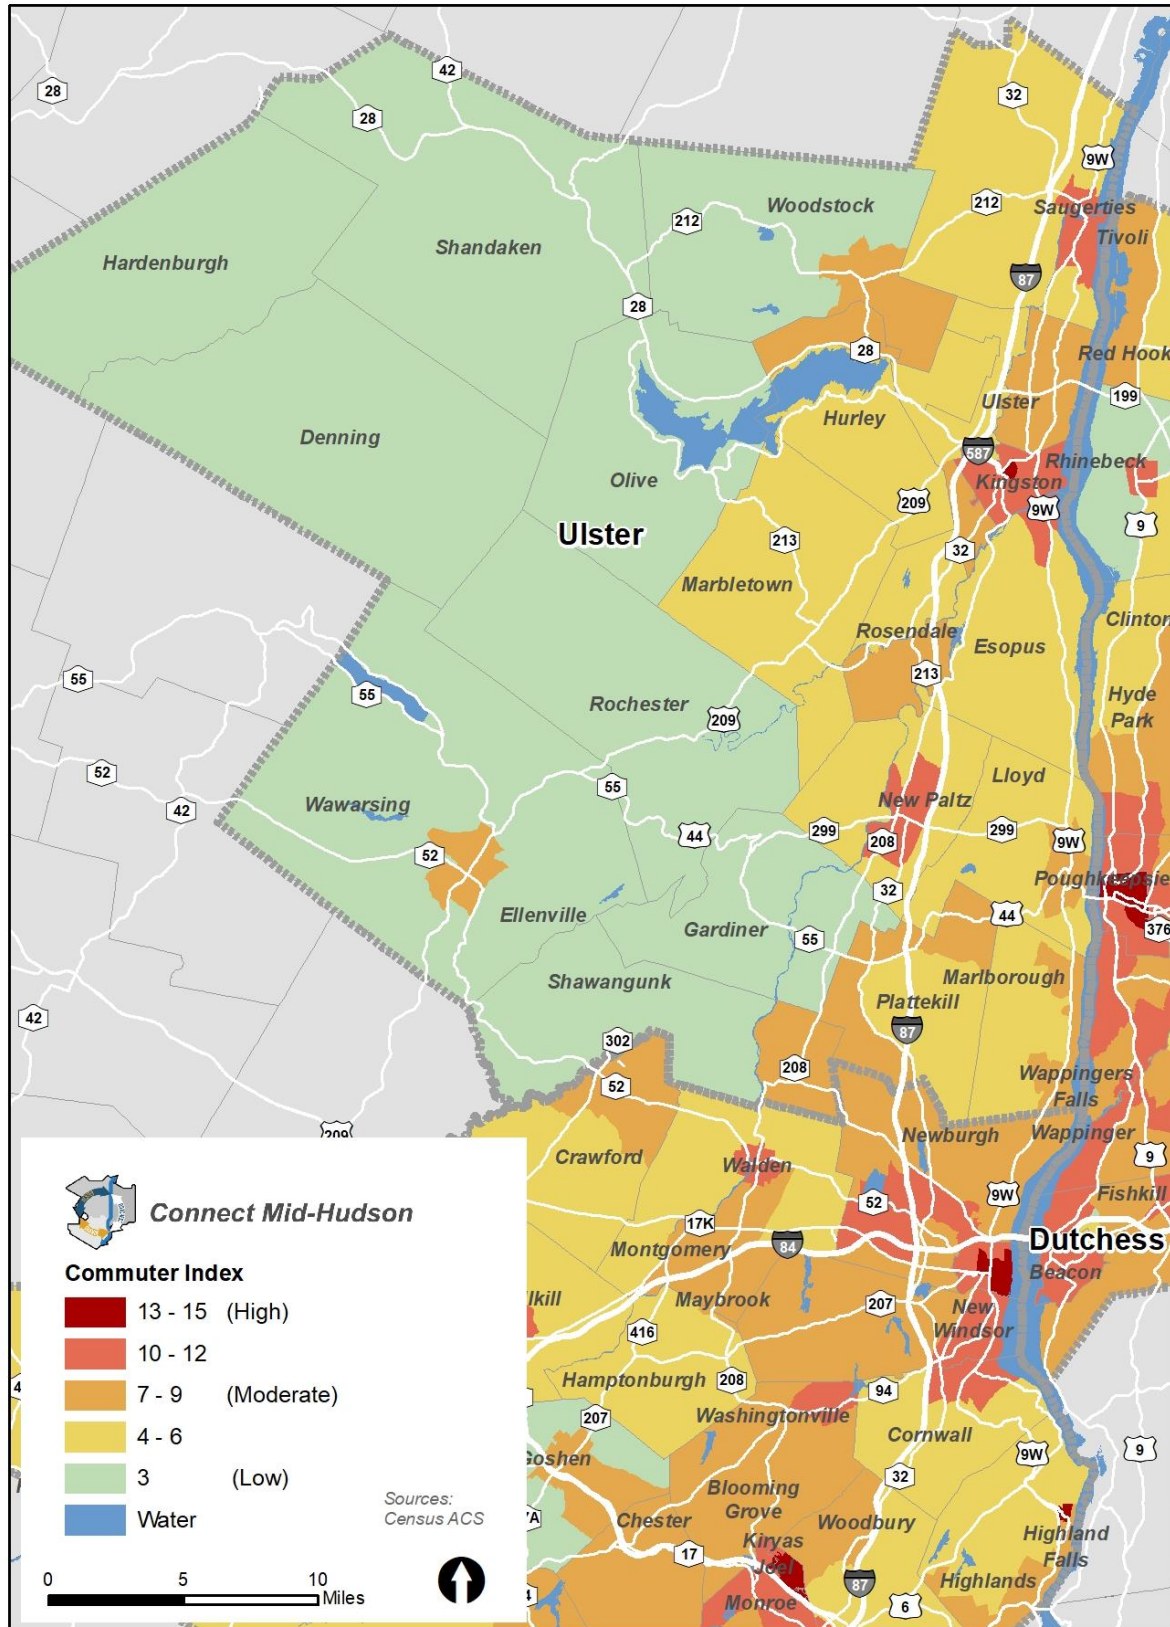 42
28
32
28
9W
Woodstock
212
Saugerties
212
Tivoli
Shandaken
Hardenburgh
87
28
28
Red Hook
199
Ulster
Hurley
Denning
587
Rhinebeck
Olive
Kingston
209
9W
9
Ulster
213
32
Marbletown
Clinton
Rosendale
Esopus
55
55
213
Hyde
Park
Rochester
209
52
Lloyd
55
New Paltz
Wawarsing
42
44
299
208
299
9W
52
Poughkeepsie
32
Ellenville
44
376
Gardiner
55
Shawangunk
Marlborough
Plattekill
42
87
302
208
52
Wappingers
Falls
209
Newburgh
Wappinger
Crawford
Walden
9
9W
Fishkill
52
Connect Mid-Hudson
17K
84
Dutchess
Montgomery
Beacon
Commuter Index
13 - 15 (High)
10 - 12
7 - 9 (Moderate)
4 - 6
3 (Low)
Water
lkill
Maybrook
207
New
Windsor
416
Hamptonburgh
208
94
207
Washingtonville
Cornwall
9W
9
Goshen
32
Sources:
Census ACS
Blooming
Grove
7A
Chester
Woodbury
Kiryas
Joel
Highland
Falls
17
87
Highlands
Monroe
6
0 5 10
Miles